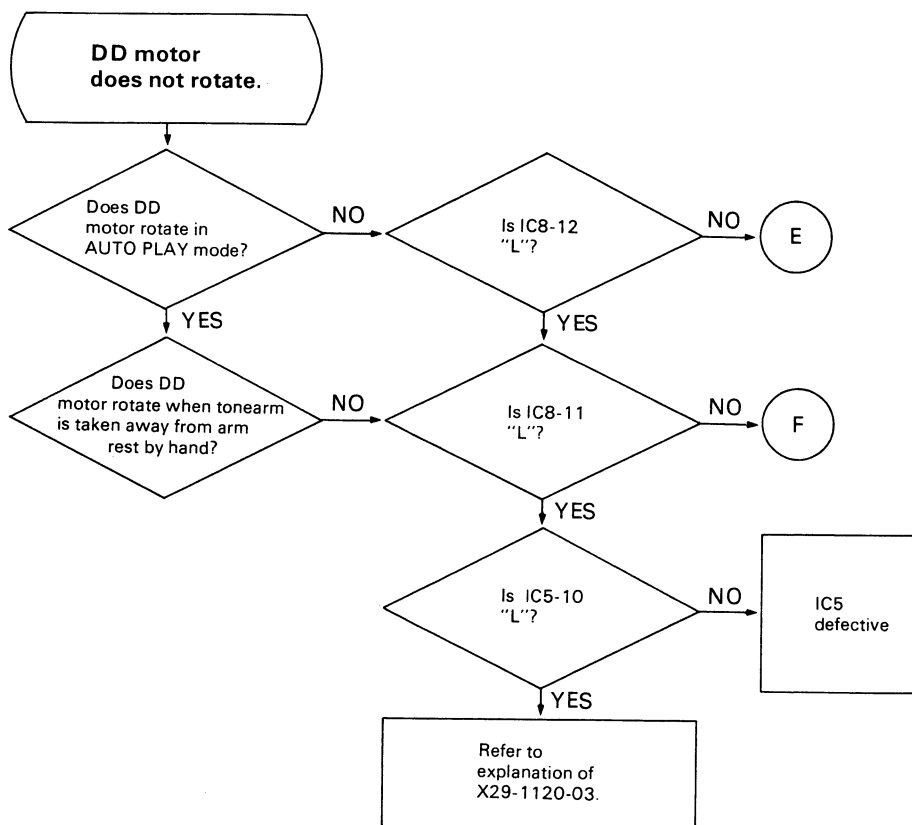 DD motor
does not rotate.
Does DD
motor rotate in
AUTO PLAY mode?
NO
Is IC8-12
"L"?
NO
E
YES
YES
Does DD
motor rotate when tonearm
is taken away from arm
rest by hand?
NO
Is IC8-11
"L"?
NO
F
YES
Is IC5-10
"L"?
NO
IC5
defective
YES
Refer to
explanation of
X29-1120-03.